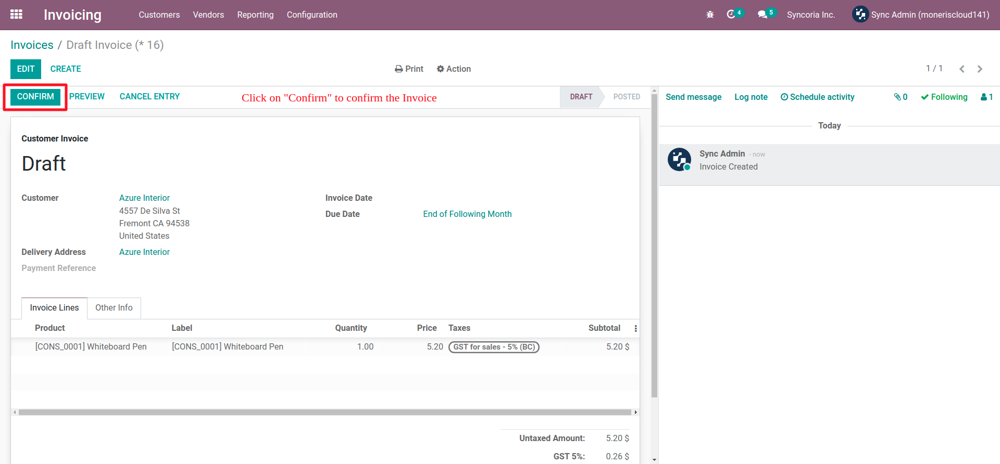 Invoicing Customers Vendors Reporting Configuration 4 5 Syncoria Inc. Sync Admin (moneriscloud141)
Invoices / Draft Invoice (* 16)
EDIT CREATE Print Action 1 / 1
CONFIRM PREVIEW CANCEL ENTRY Click on "Confirm" to confirm the Invoice DRAFT POSTED Send message Log note Schedule activity 0 Following 1
Today
Customer Invoice
Draft
Sync Admin - now
Invoice Created
Customer Azure Interior Invoice Date
4557 De Silva St
Due Date End of Following Month
Fremont CA 94538
United States
Delivery Address Azure Interior
Payment Reference
Invoice Lines Other Info
Product Label Quantity Price Taxes Subtotal
[CONS_0001] Whiteboard Pen [CONS_0001] Whiteboard Pen 1.00 5.20 GST for sales - 5% (BC) 5.20 $
Untaxed Amount: 5.20 $
GST 5%: 0.26 $